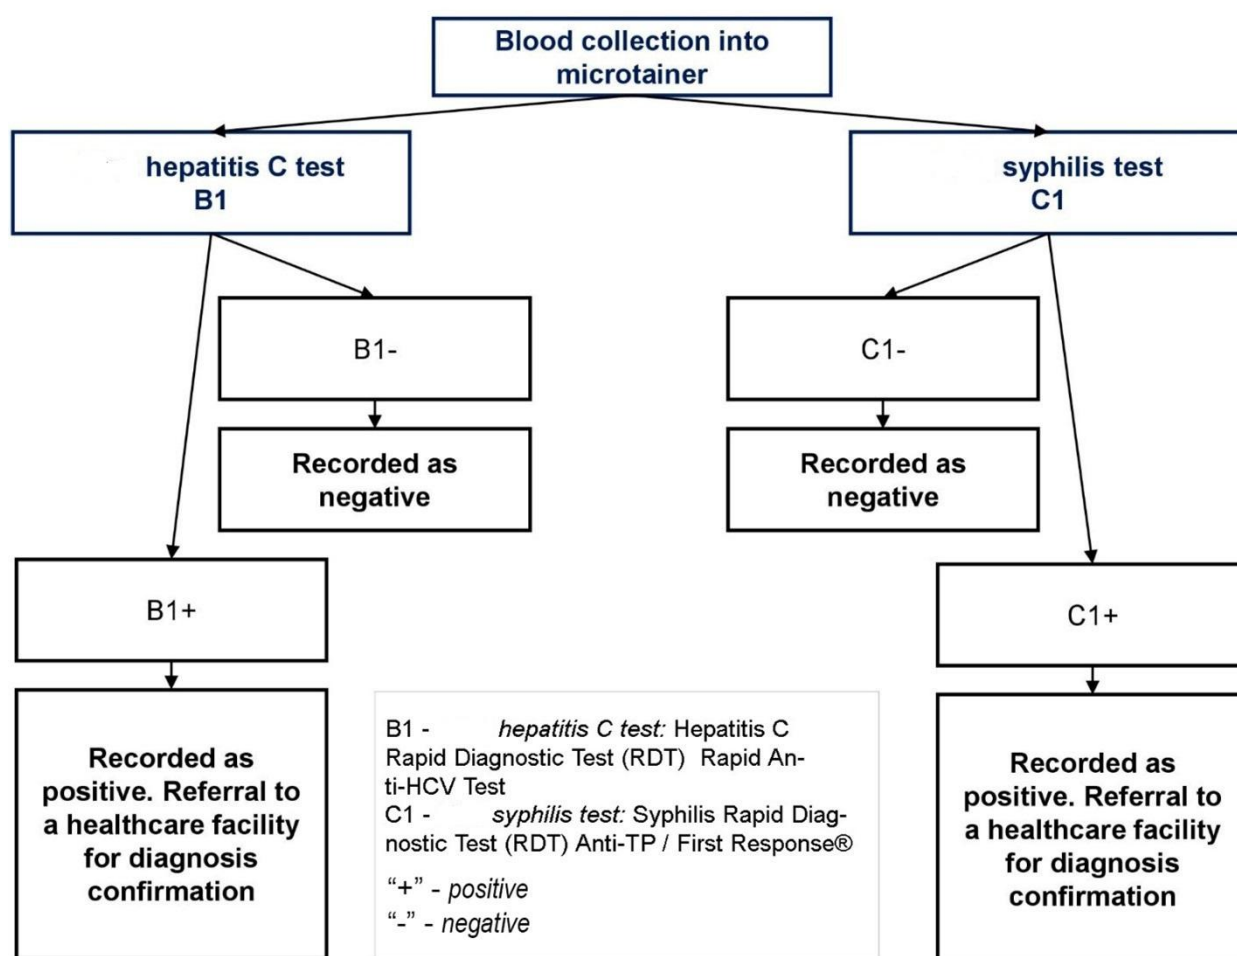 Blood collection into
microtainer
hepatitis C test
B1
syphilis test
C1
B1-
C1-
Recorded as
negative
Recorded as
negative
B1+
C1+
Recorded as
positive. Referral to
a healthcare facility
for diagnosis
confirmation
B1 - hepatitis C test: Hepatitis C
Rapid Diagnostic Test (RDT) Rapid An-
ti-HCV Test
C1 - syphilis test: Syphilis Rapid Diag-
nostic Test (RDT) Anti-TP / First Response®
“+” - positive
“-” - negative
Recorded as
positive. Referral to
a healthcare facility
for diagnosis
confirmation